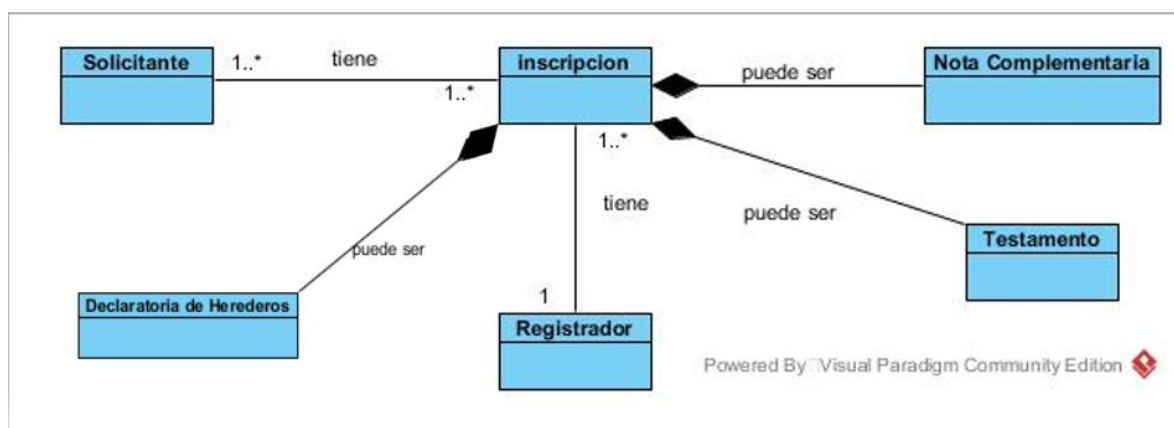 Solicitante
1..*
tiene
1..*
inscripcion
puede ser
Nota Complementaria
1..*
tiene
puede ser
Testamento
puede ser
Declaratoria de Herederos
1
Registrador
Powered By Visual Paradigm Community Edition